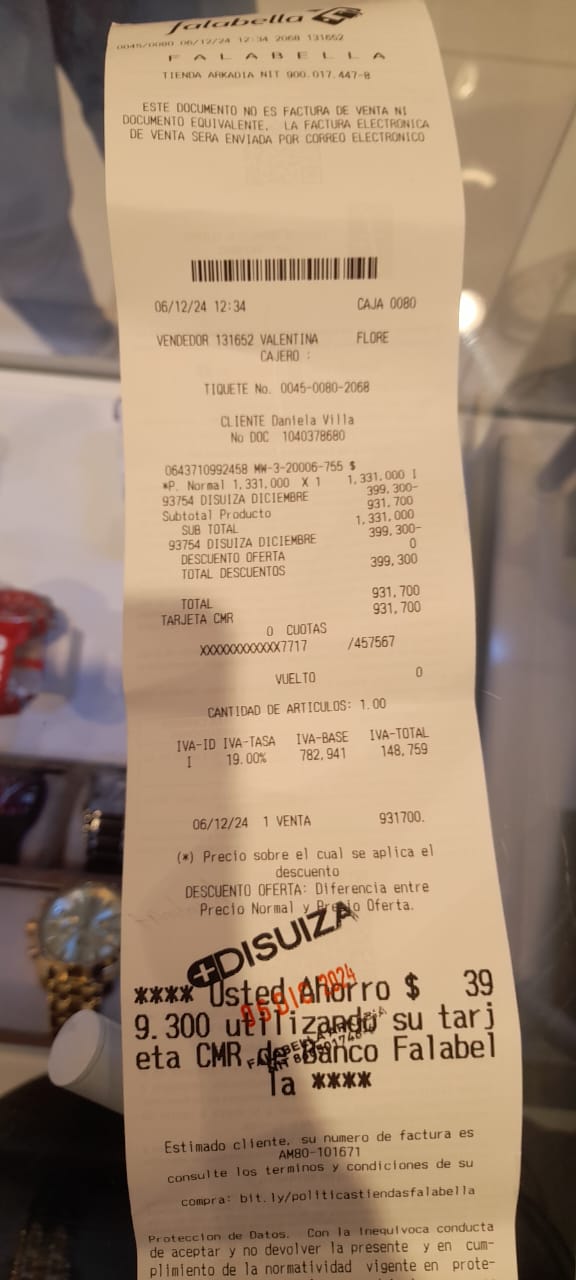 falabella
0045/0080 06/12/24 12:34 2068 131652
F A L A B E L L A
TIENDA ARKADIA NIT 900.017.447-8
ESTE DOCUMENTO NO ES FACTURA DE VENTA NI
DOCUMENTO EQUIVALENTE. LA FACTURA ELECTRONICA
DE VENTA SERA ENVIADA POR CORREO ELECTRONICO
06/12/24 12:34 CAJA 0080
VENDEDOR 131652 VALENTINA FLORE
CAJERO :
TIQUETE No. 0045-0080-2068
CLIENTE Daniela Villa
No DOC 1040378680
0643710992458 MW-3-20006-755 $
*P. Normal 1,331,000 X 1 1,331,000 I
93754 DISUIZA DICIEMBRE 399,300-
Subtotal Producto 931,700
SUB TOTAL 1,331,000
93754 DISUIZA DICIEMBRE 399,300-
DESCUENTO OFERTA 0
TOTAL DESCUENTOS 399,300
TOTAL 931,700
TARJETA CMR 931,700
0 CUOTAS
XXXXXXXXXXXX7717 /457567
VUELTO 0
CANTIDAD DE ARTICULOS: 1.00
IVA-ID IVA-TASA IVA-BASE IVA-TOTAL
I 19.00% 782,941 148,759
06/12/24 1 VENTA 931700.
(*) Precio sobre el cual se aplica el
descuento
DESCUENTO OFERTA: Diferencia entre
Precio Normal y Precio Oferta.
DISUIZA
**** Usted Ahorro $ 39
9.300 utilizando su tarj
eta CMR de Banco Falabel
la ****
Estimado cliente, su numero de factura es
AM80-101671
consulte los terminos y condiciones de su
compra: bit.ly/politicastiendasfalabella
Proteccion de Datos. Con la inequivoca conducta
de aceptar y no devolver la presente y en cum-
plimiento de la normatividad vigente en prote-